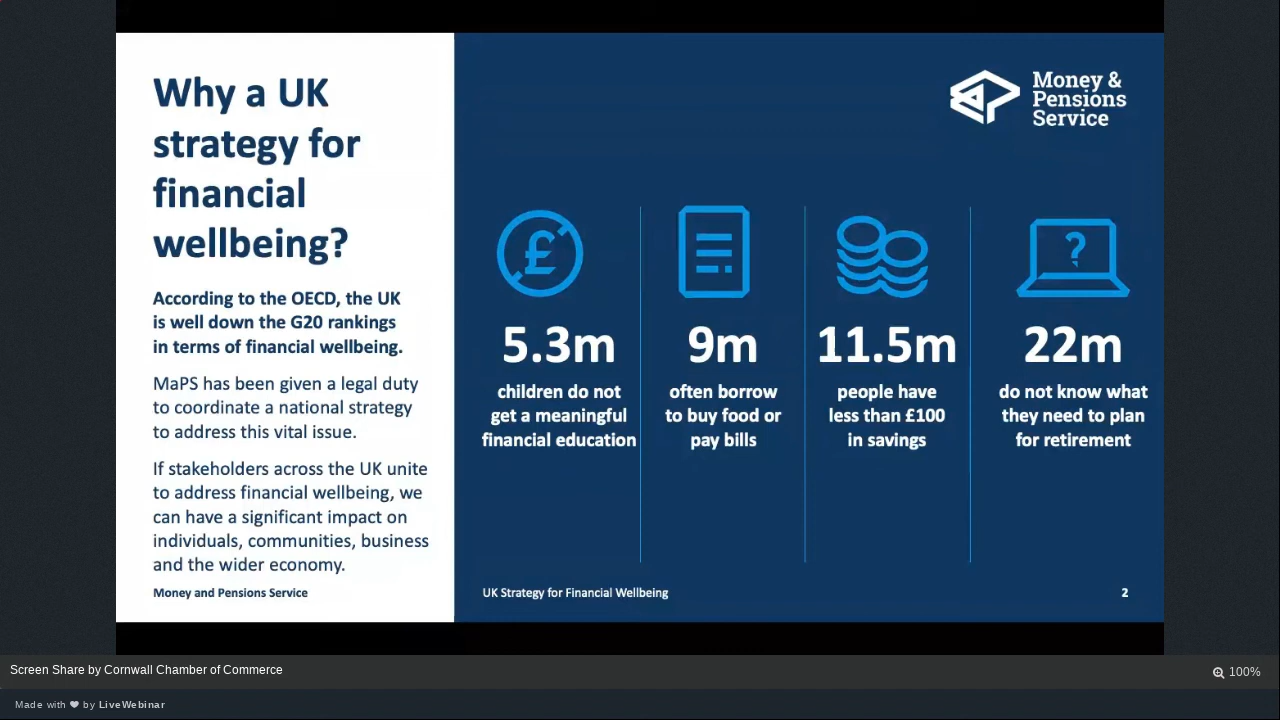 Why a UK
strategy for
financial
wellbeing?
According to the OECD, the UK
is well down the G20 rankings
in terms of financial wellbeing.
MaPS has been given a legal duty
to coordinate a national strategy
to address this vital issue.
If stakeholders across the UK unite
to address financial wellbeing, we
can have a significant impact on
individuals, communities, business
and the wider economy.
Money and Pensions Service
Money &
Pensions
Service
£
5.3m
children do not
get a meaningful
financial education
9m
often borrow
to buy food or
pay bills
11.5m
people have
less than £100
in savings
?
22m
do not know what
they need to plan
for retirement
UK Strategy for Financial Wellbeing
2
Screen Share by Cornwall Chamber of Commerce
100%
Made with ❤ by LiveWebinar